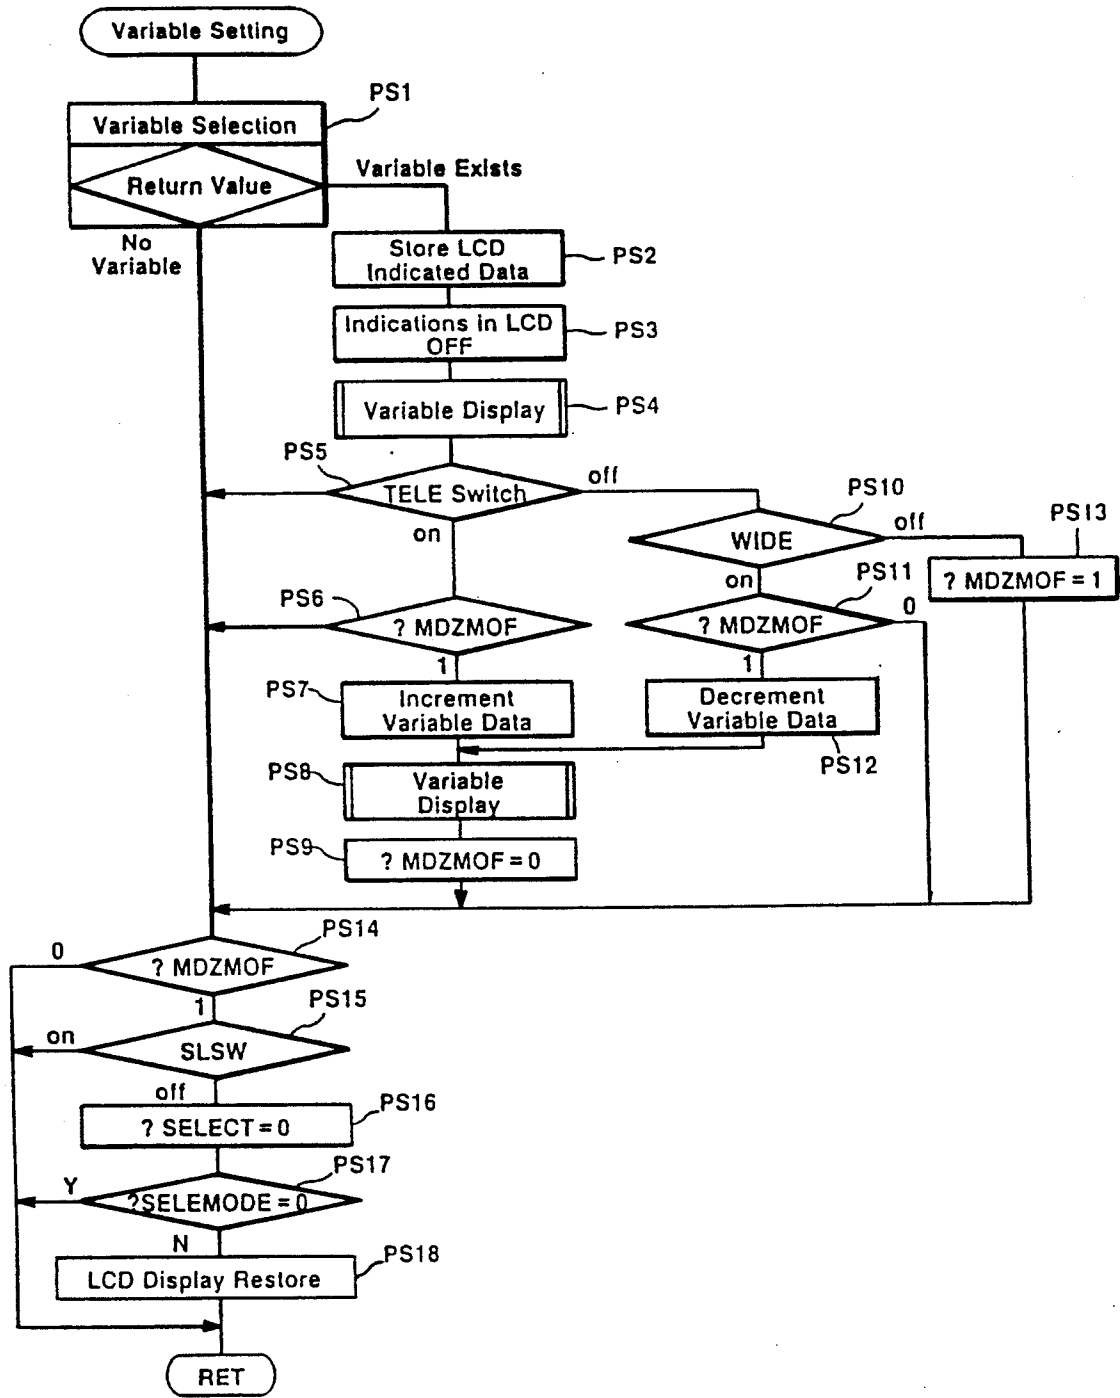 Variable Setting
PS1
Variable Selection
Return Value
Variable Exists
No
Variable
Store LCD
Indicated Data
PS2
Indications in LCD
OFF
PS3
Variable Display
PS4
PS5
TELE Switch
off
on
PS10
WIDE
off
on
PS13
? MDZMOF = 1
PS6
? MDZMOF
1
PS11
? MDZMOF
0
1
PS7
Increment
Variable Data
Decrement
Variable Data
PS12
PS8
Variable
Display
PS9
? MDZMOF = 0
PS14
0
? MDZMOF
1
PS15
on
SLSW
off
PS16
? SELECT = 0
PS17
Y
?SELEMODE = 0
N
PS18
LCD Display Restore
RET